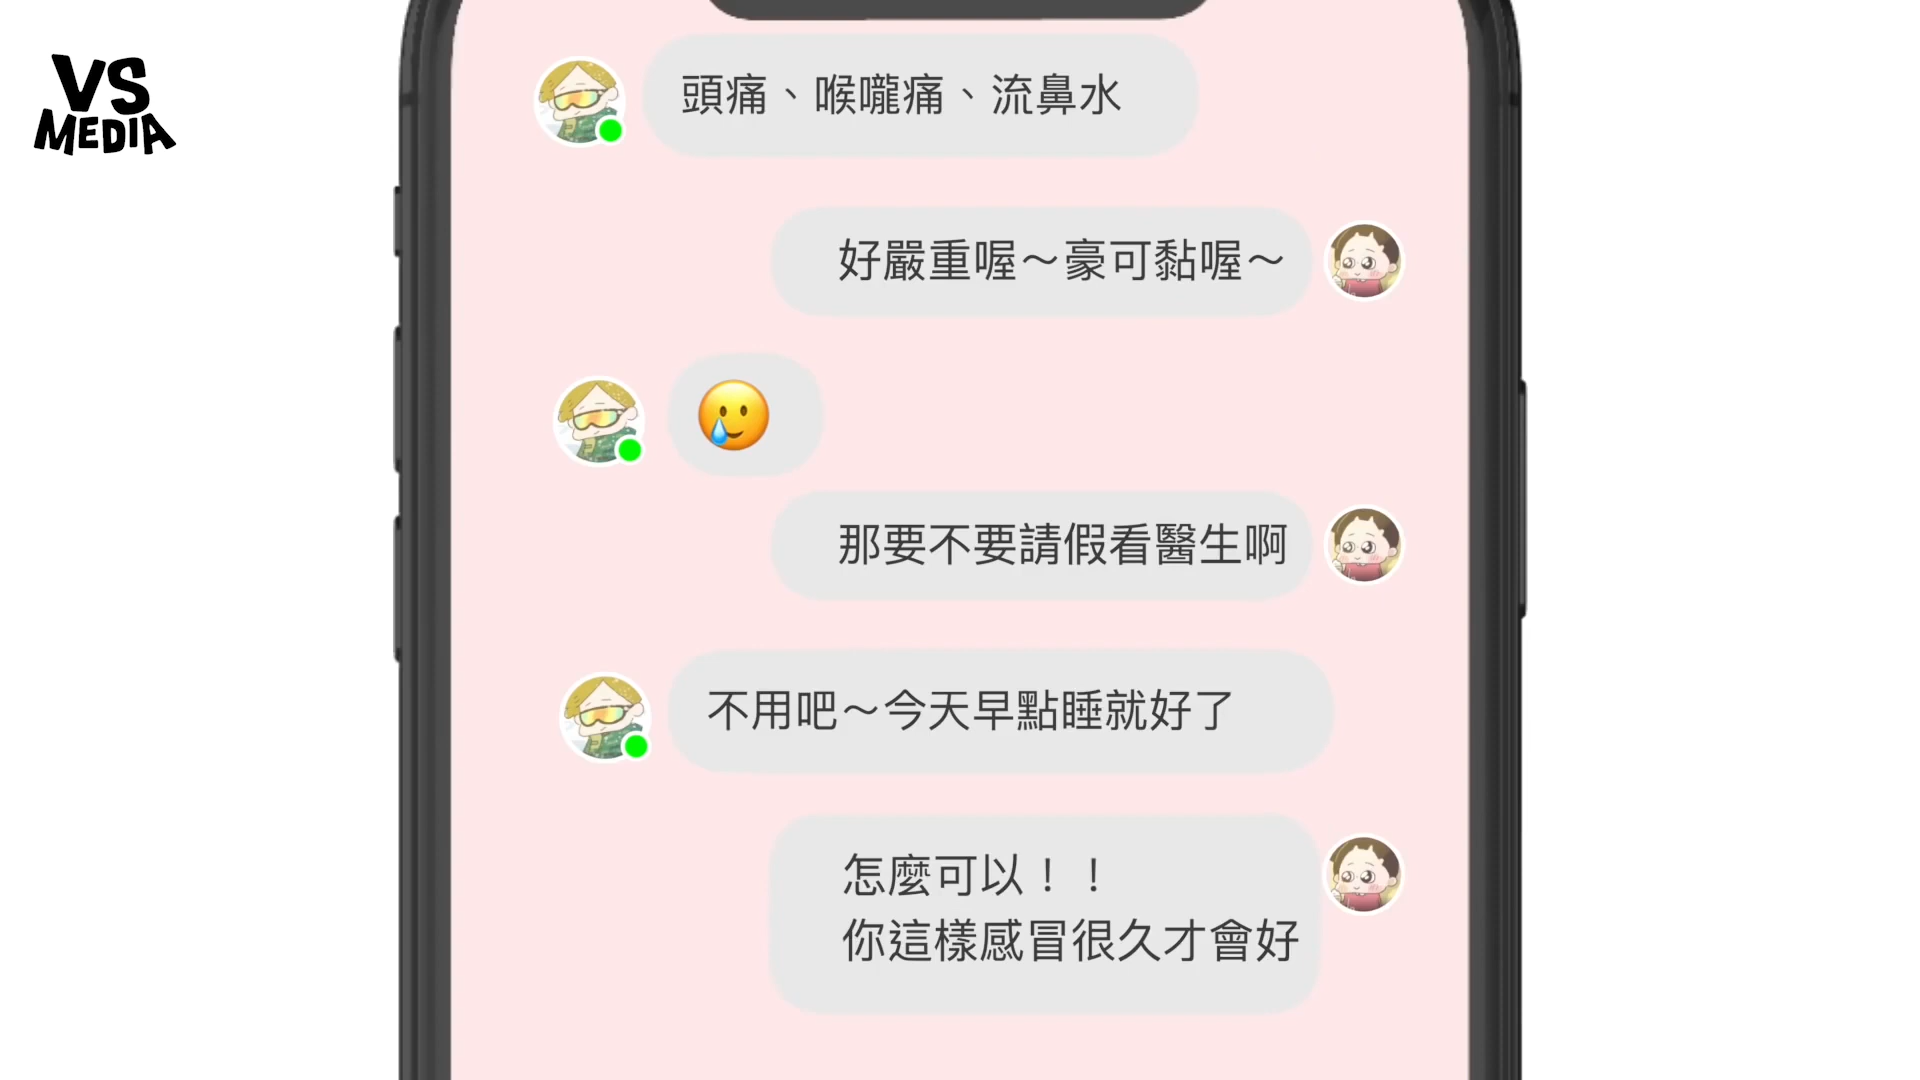 VS
MEDIA
頭痛、喉嚨痛、流鼻水
好嚴重喔～豪可黏喔～
🥲
那要不要請假看醫生啊
不用吧～今天早點睡就好了
怎麼可以！！
你這樣感冒很久才會好